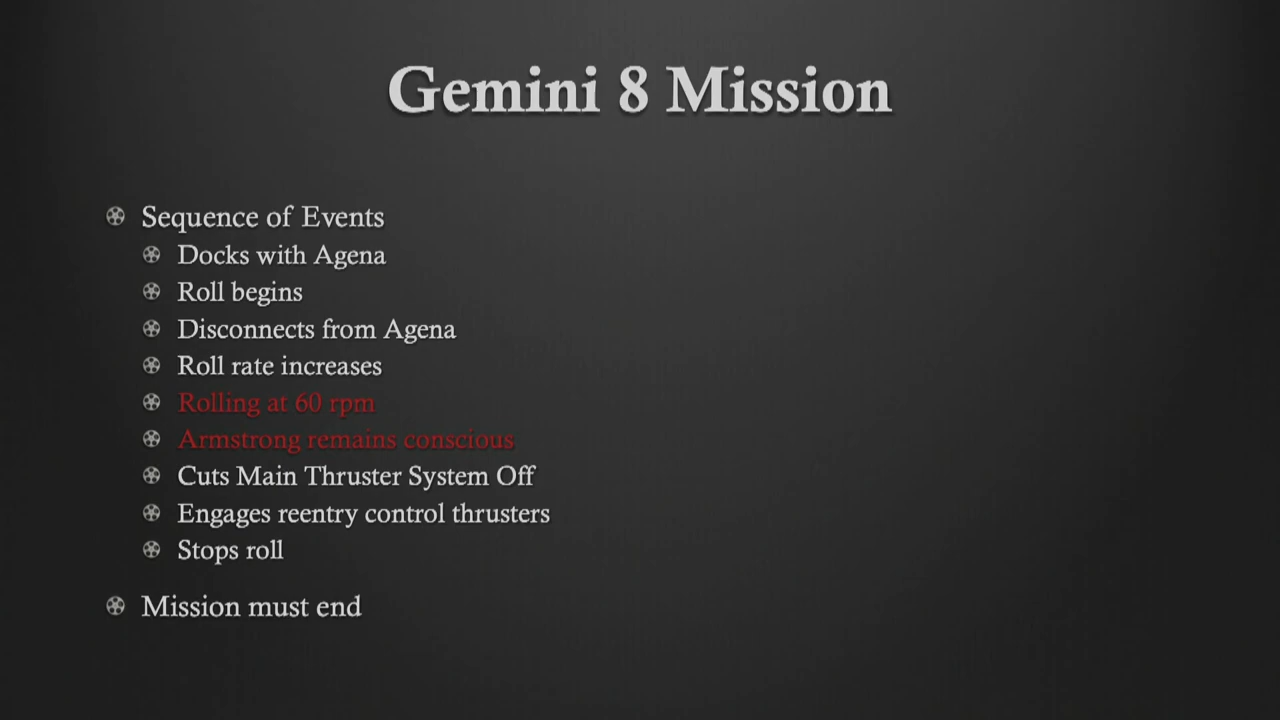 Gemini 8 Mission
Sequence of Events
Docks with Agena
Roll begins
Disconnects from Agena
Roll rate increases
Rolling at 60 rpm
Armstrong remains conscious
Cuts Main Thruster System Off
Engages reentry control thrusters
Stops roll
Mission must end